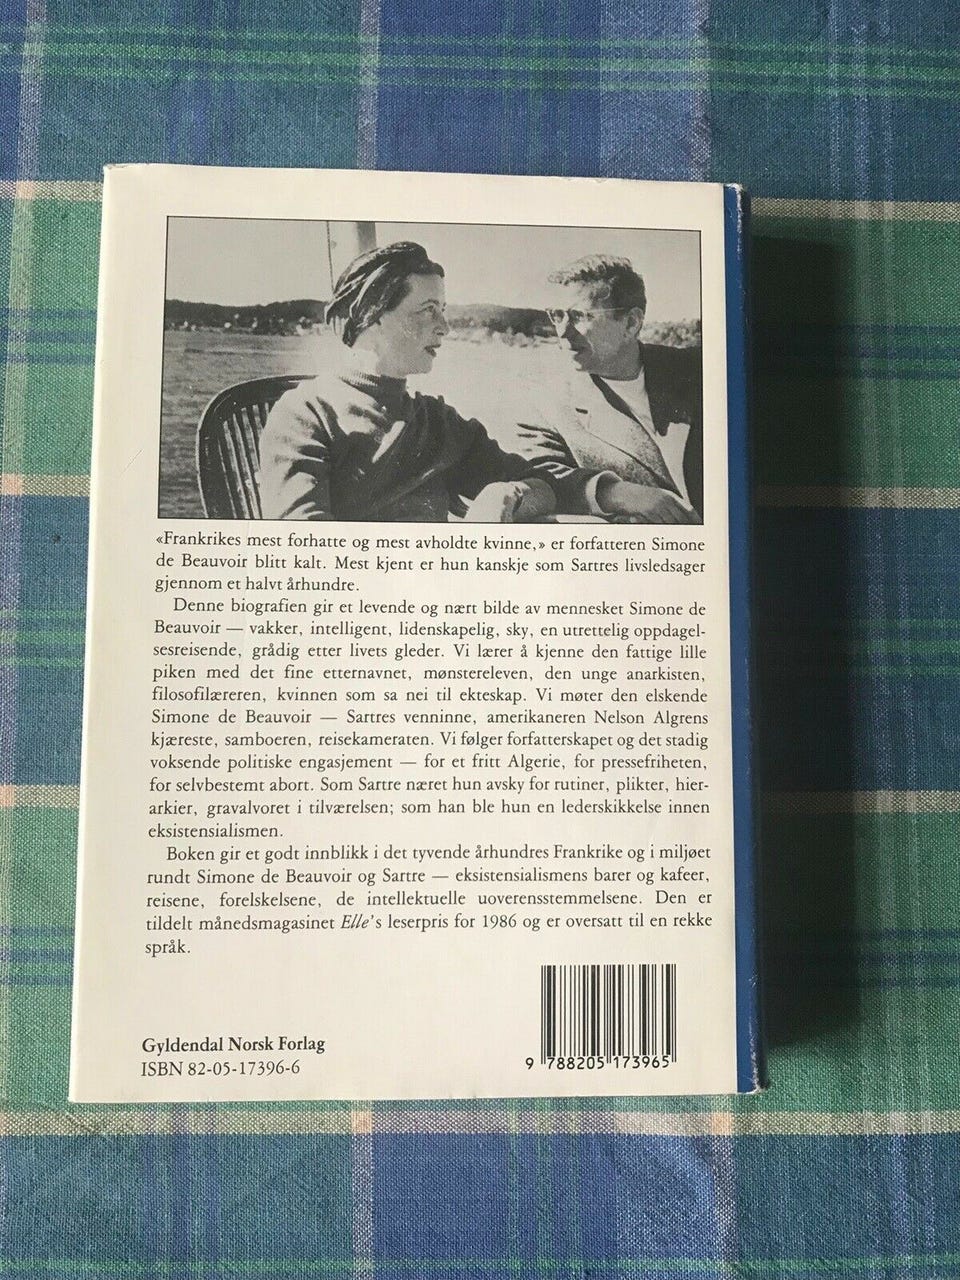 «Frankrikes mest forhatte og mest avholdte kvinne,» er forfatteren Simone
de Beauvoir blitt kalt. Mest kjent er hun kanskje som Sartres livsledsager
gjennom et halvt århundre.
Denne biografien gir et levende og nært bilde av mennesket Simone de
Beauvoir — vakker, intelligent, lidenskapelig, sky, en utrettelig oppdagel-
sesreisende, grådig etter livets gleder. Vi lærer å kjenne den fattige lille
piken med det fine etternavnet, mønstereleven, den unge anarkisten,
filosofilæreren, kvinnen som sa nei til ekteskap. Vi møter den elskende
Simone de Beauvoir — Sartres venninne, amerikaneren Nelson Algrens
kjæreste, samboeren, reisekameraten. Vi følger forfatterskapet og det stadig
voksende politiske engasjement — for et fritt Algerie, for pressefriheten,
for selvbestemt abort. Som Sartre næret hun avsky for rutiner, plikter, hier-
arkier, gravalvoret i tilværelsen; som han ble hun en lederskikkelse innen
eksistensialismen.
Boken gir et godt innblikk i det tyvende århundres Frankrike og i miljøet
rundt Simone de Beauvoir og Sartre — eksistensialismens barer og kafeer,
reisene, forelskelsene, de intellektuelle uoverensstemmelsene. Den er
tildelt månedsmagasinet Elle's leserpris for 1986 og er oversatt til en rekke
språk.
Gyldendal Norsk Forlag
ISBN 82-05-17396-6
9 788205 173965